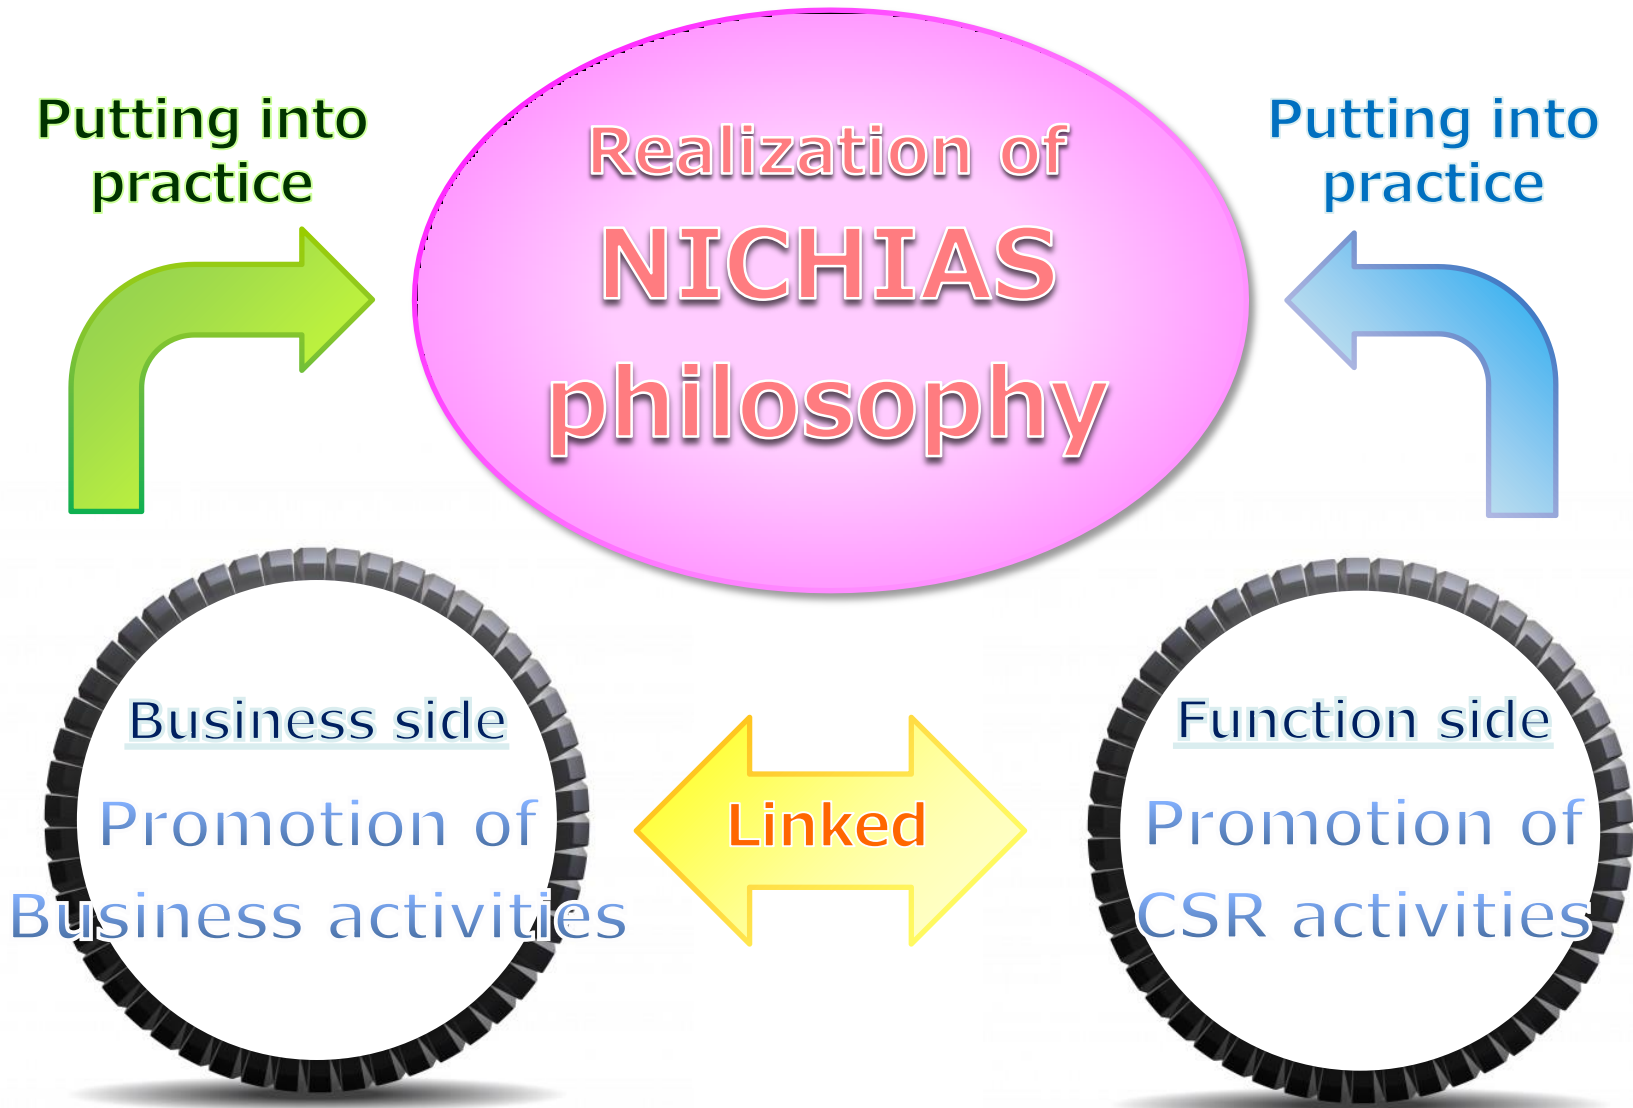 Putting into
practice
Realization of
NICHIAS
philosophy
Putting into
practice
Business side
Promotion of
Business activities
Linked
Function side
Promotion of
CSR activities